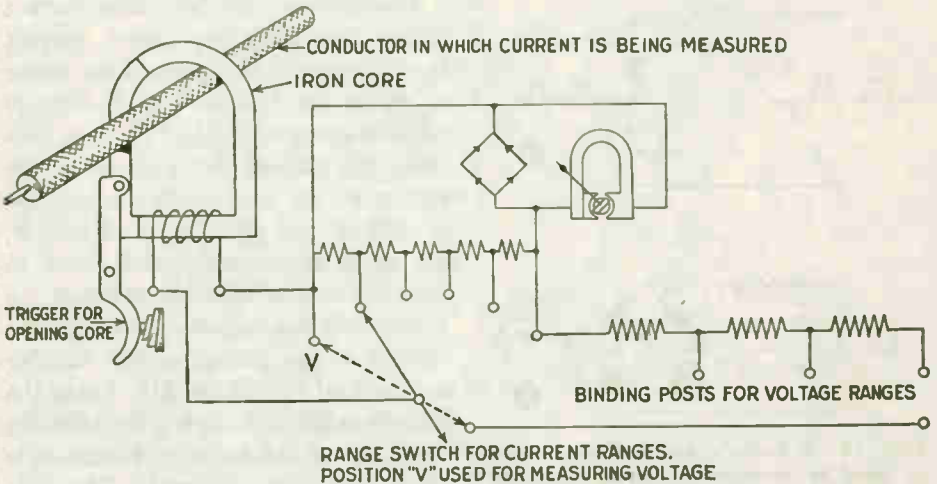 CONDUCTOR IN WHICH CURRENT IS BEING MEASURED
IRON CORE
TRIGGER FOR
OPENING CORE
V
BINDING POSTS FOR VOLTAGE RANGES
RANGE SWITCH FOR CURRENT RANGES.
POSITION "V" USED FOR MEASURING VOLTAGE